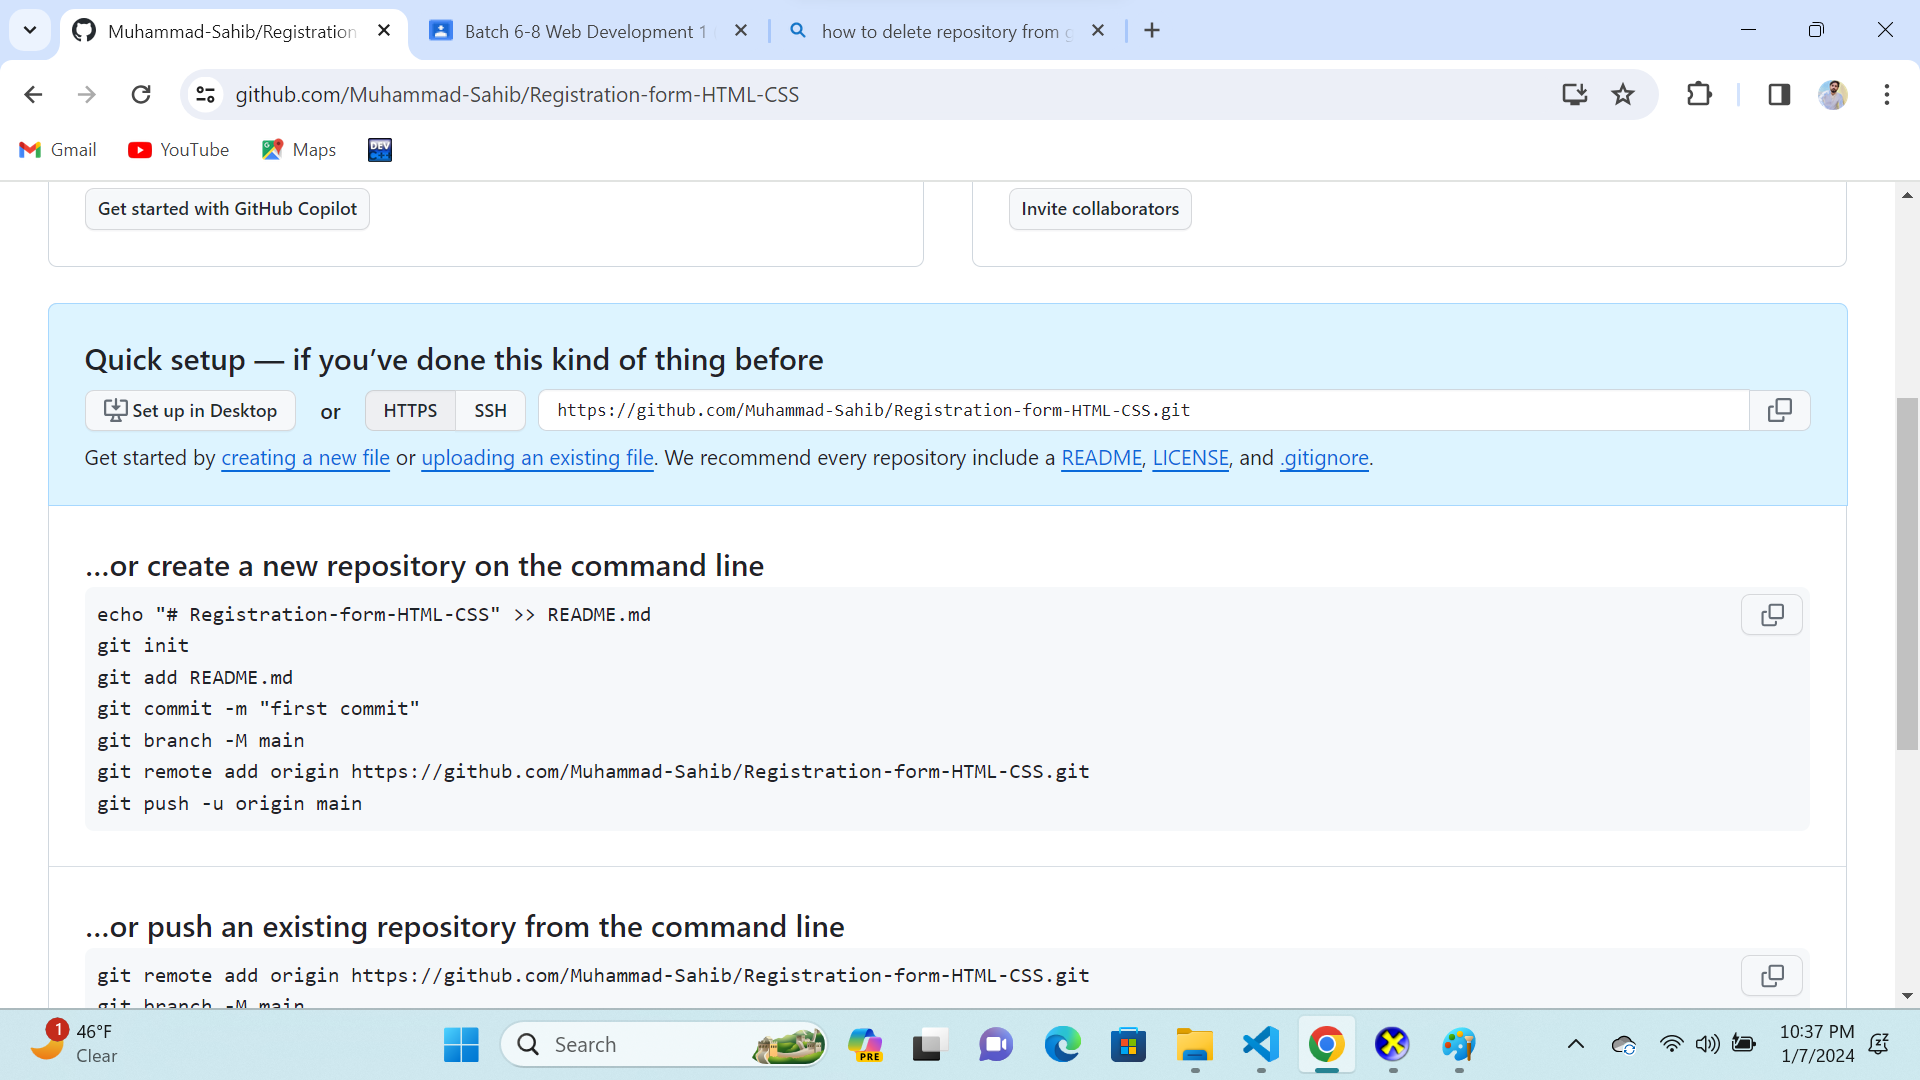 Muhammad-Sahib/Registration
Batch 6-8 Web Development 1
how to delete repository from g
github.com/Muhammad-Sahib/Registration-form-HTML-CSS
Gmail
YouTube
Maps
DEV
Get started with GitHub Copilot
Invite collaborators
Quick setup — if you’ve done this kind of thing before
Set up in Desktop
or
HTTPS
SSH
https://github.com/Muhammad-Sahib/Registration-form-HTML-CSS.git
Get started by creating a new file or uploading an existing file. We recommend every repository include a README, LICENSE, and .gitignore.
…or create a new repository on the command line
echo "# Registration-form-HTML-CSS" >> README.md
git init
git add README.md
git commit -m "first commit"
git branch -M main
git remote add origin https://github.com/Muhammad-Sahib/Registration-form-HTML-CSS.git
git push -u origin main
…or push an existing repository from the command line
git remote add origin https://github.com/Muhammad-Sahib/Registration-form-HTML-CSS.git
git branch -M main
1
46°F
Clear
Search
PRE
10:37 PM
1/7/2024